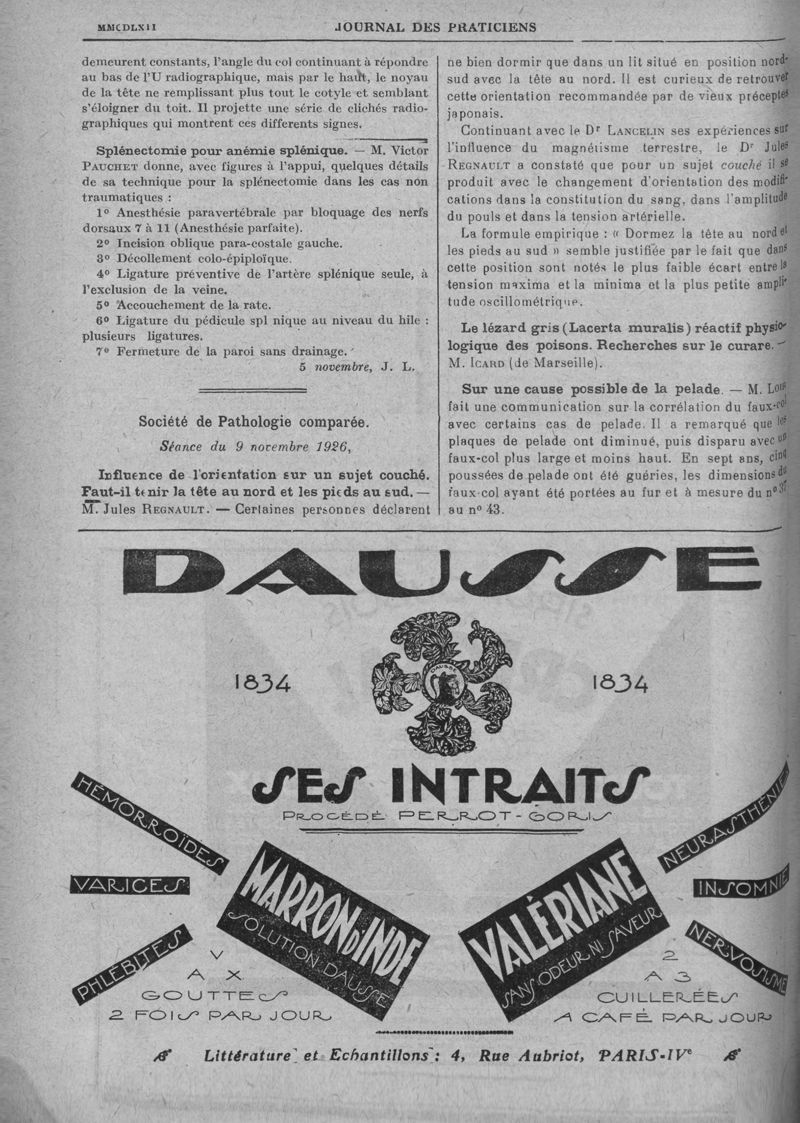 MMCDLXII
JOURNAL DES PRATICIENS
demeurent constants, l'angle du col continuant à répondre
au bas de l'U radiographique, mais par le haut, le noyau
de la tête ne remplissant plus tout le cotyle et semblant
s'éloigner du toit. Il projette une série de clichés radio-
graphiques qui montrent ces differents signes.
Splénectomie pour anémie splénique. — M. Victor
PAUCHET donne, avec figures à l'appui, quelques détails
de sa technique pour la splénectomie dans les cas non
traumatiques :
1º Anesthésie paravertébrale par bloquage des nerfs
dorsaux 7 à 11 (Anesthésie parfaite).
2º Incision oblique para-costale gauche.
3º Décollement colo-épiploïque.
4º Ligature préventive de l'artère splénique seule, à
l'exclusion de la veine.
5º Accouchement de la rate.
6º Ligature du pédicule spl nique au niveau du hile :
plusieurs ligatures.
7º Fermeture de la paroi sans drainage.
5 novembre, J. L.
Société de Pathologie comparée.
Séance du 9 novembre 1926,
Influence de l'orientation sur un sujet couché.
Faut-il tenir la tête au nord et les pieds au sud. —
M. Jules REGNAULT. — Certaines personnes déclarent
ne bien dormir que dans un lit situé en position nord-
sud avec la tête au nord. Il est curieux de retrouver
cette orientation recommandée par de vieux préceptes
japonais.
Continuant avec le Dr LANCELIN ses expériences sur
l'influence du magnétisme terrestre, le Dr Jules
REGNAULT a constaté que pour un sujet couché il se
produit avec le changement d'orientation des modifi-
cations dans la constitution du sang, dans l'amplitude
du pouls et dans la tension artérielle.
La formule empirique : « Dormez la tête au nord et
les pieds au sud » semble justifiée par le fait que dans
cette position sont notés le plus faible écart entre la
tension maxima et la minima et la plus petite ampli-
tude oscillométrique.
Le lézard gris (Lacerta muralis) réactif physio-
logique des poisons. Recherches sur le curare. —
M. ICARD (de Marseille).
Sur une cause possible de la pelade. — M. LOUS
fait une communication sur la corrélation du faux-col
avec certains cas de pelade. Il a remarqué que les
plaques de pelade ont diminué, puis disparu avec un
faux-col plus large et moins haut. En sept ans, cinq
poussées de pelade ont été guéries, les dimensions du
faux-col ayant été portées au fur et à mesure du nº 37
au nº 43.
DAUSSE
1834
DAUSSE
1834
SES INTRAITS
PROCÉDÉ PERROT-GORIS
HÉMORROÏDES
VARICES
PHLÉBITES
MARRON D'INDE
SOLUTION DAUSSE
V
A X
GOUTTES
2 FOIS PAR JOUR
VALÉRIANE
SANS ODEUR NI SAVEUR
NEURASTHÉNIE
INSOMNIE
NERVOSISME
2
A 3
CUILLERÉES
A CAFÉ PAR JOUR
Littérature et Echantillons : 4, Rue Aubriot, PARIS-IVe